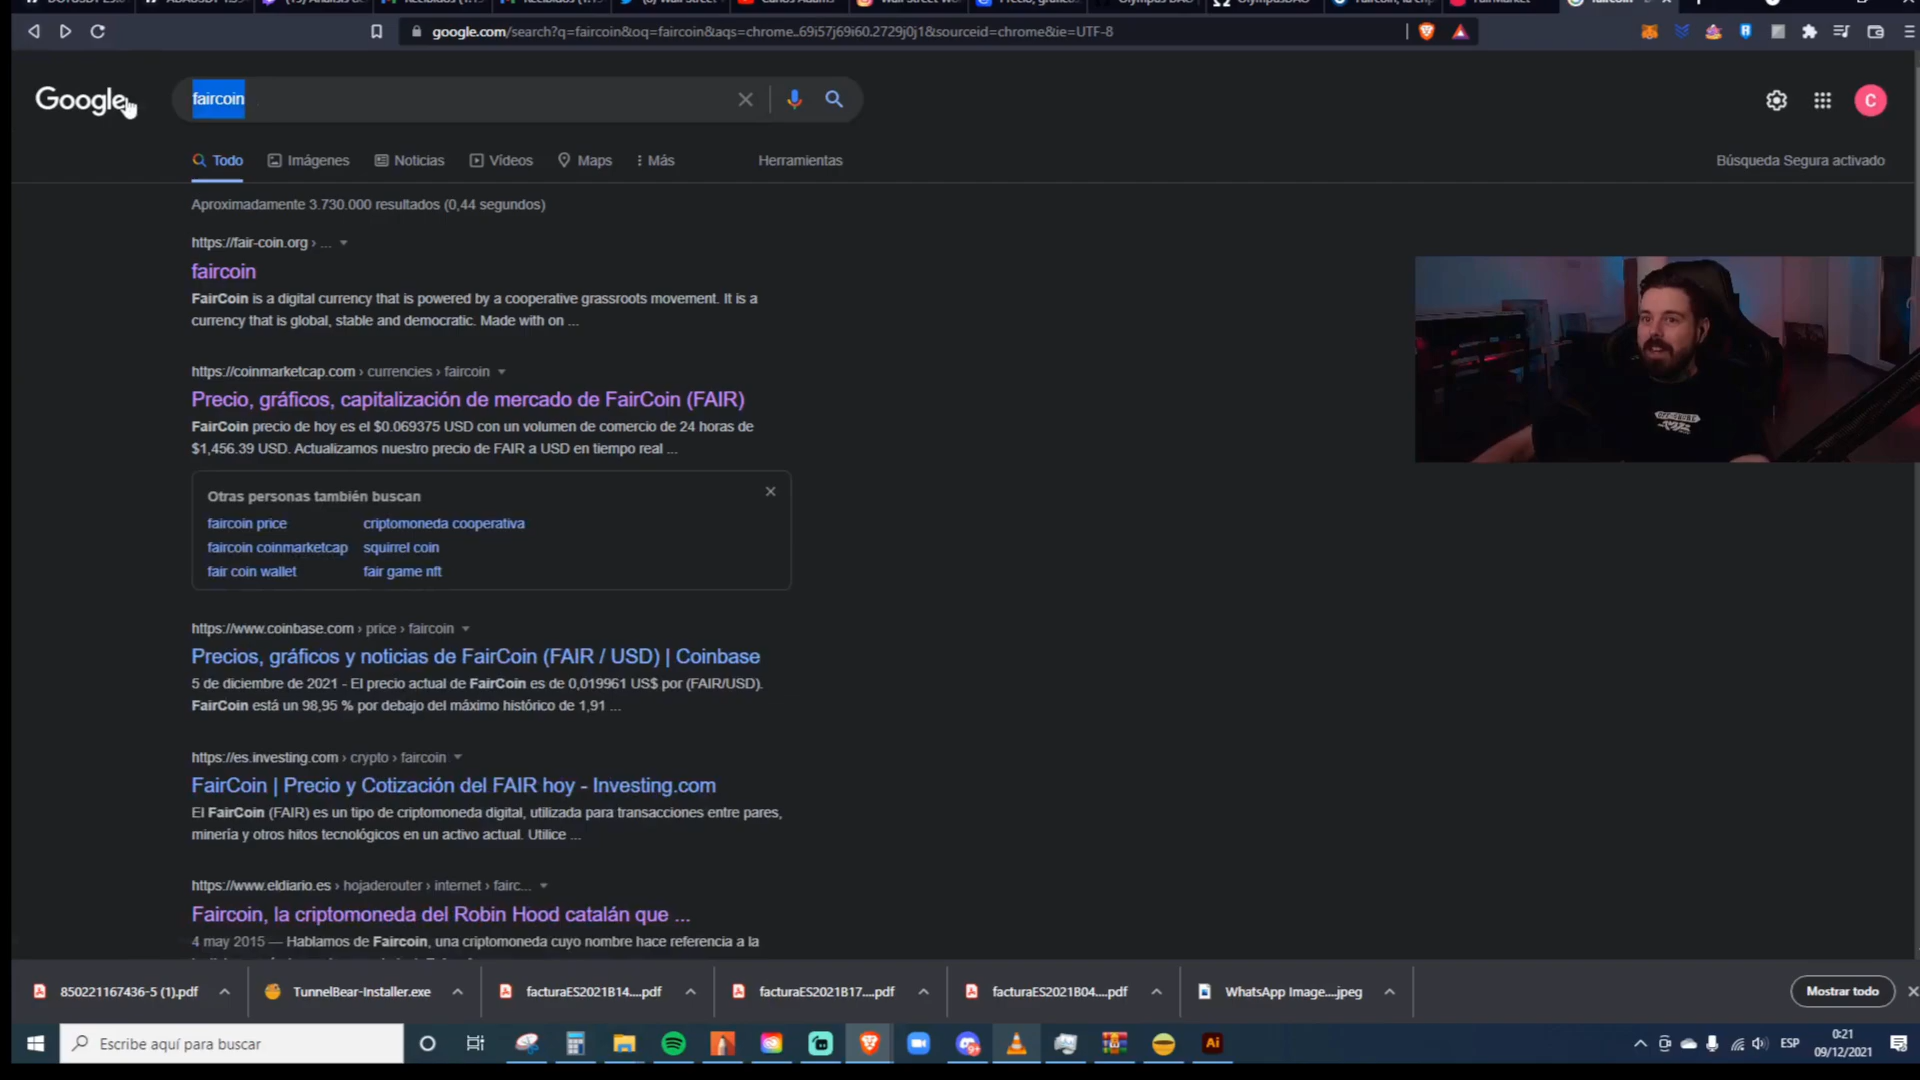 google.com/search?q=faircoin&oq=faircoin&aqs=chrome..69i57j69i60.2729j0j1&sourceid=chrome&ie=UTF-8
Google
faircoin
Todo
Imágenes
Noticias
Vídeos
Maps
Más
Herramientas
Búsqueda Segura activado
Aproximadamente 3.730.000 resultados (0,44 segundos)
https://fair-coin.org › ...
faircoin
FairCoin is a digital currency that is powered by a cooperative grassroots movement. It is a
currency that is global, stable and democratic. Made with on ...
https://coinmarketcap.com › currencies › faircoin
Precio, gráficos, capitalización de mercado de FairCoin (FAIR)
FairCoin precio de hoy es el $0.069375 USD con un volumen de comercio de 24 horas de
$1,456.39 USD. Actualizamos nuestro precio de FAIR a USD en tiempo real ...
Otras personas también buscan
faircoin price
criptomoneda cooperativa
faircoin coinmarketcap
squirrel coin
fair coin wallet
fair game nft
https://www.coinbase.com › price › faircoin
Precios, gráficos y noticias de FairCoin (FAIR / USD) | Coinbase
5 de diciembre de 2021 - El precio actual de FairCoin es de 0,019961 US$ por (FAIR/USD).
FairCoin está un 98,95 % por debajo del máximo histórico de 1,91 ...
https://es.investing.com › crypto › faircoin
FairCoin | Precio y Cotización del FAIR hoy - Investing.com
El FairCoin (FAIR) es un tipo de criptomoneda digital, utilizada para transacciones entre pares,
minería y otros hitos tecnológicos en un activo actual. Utilice ...
https://www.eldiario.es › hojaderouter › internet › fairc...
Faircoin, la criptomoneda del Robin Hood catalán que ...
4 may 2015 — Hablamos de Faircoin, una criptomoneda cuyo nombre hace referencia a la
850221167436-5 (1).pdf
TunnelBear-Installer.exe
facturaES2021B14....pdf
facturaES2021B17....pdf
facturaES2021B04....pdf
WhatsApp Image....jpeg
Mostrar todo
Escribe aquí para buscar
Ai
ESP
0:21
09/12/2021
C